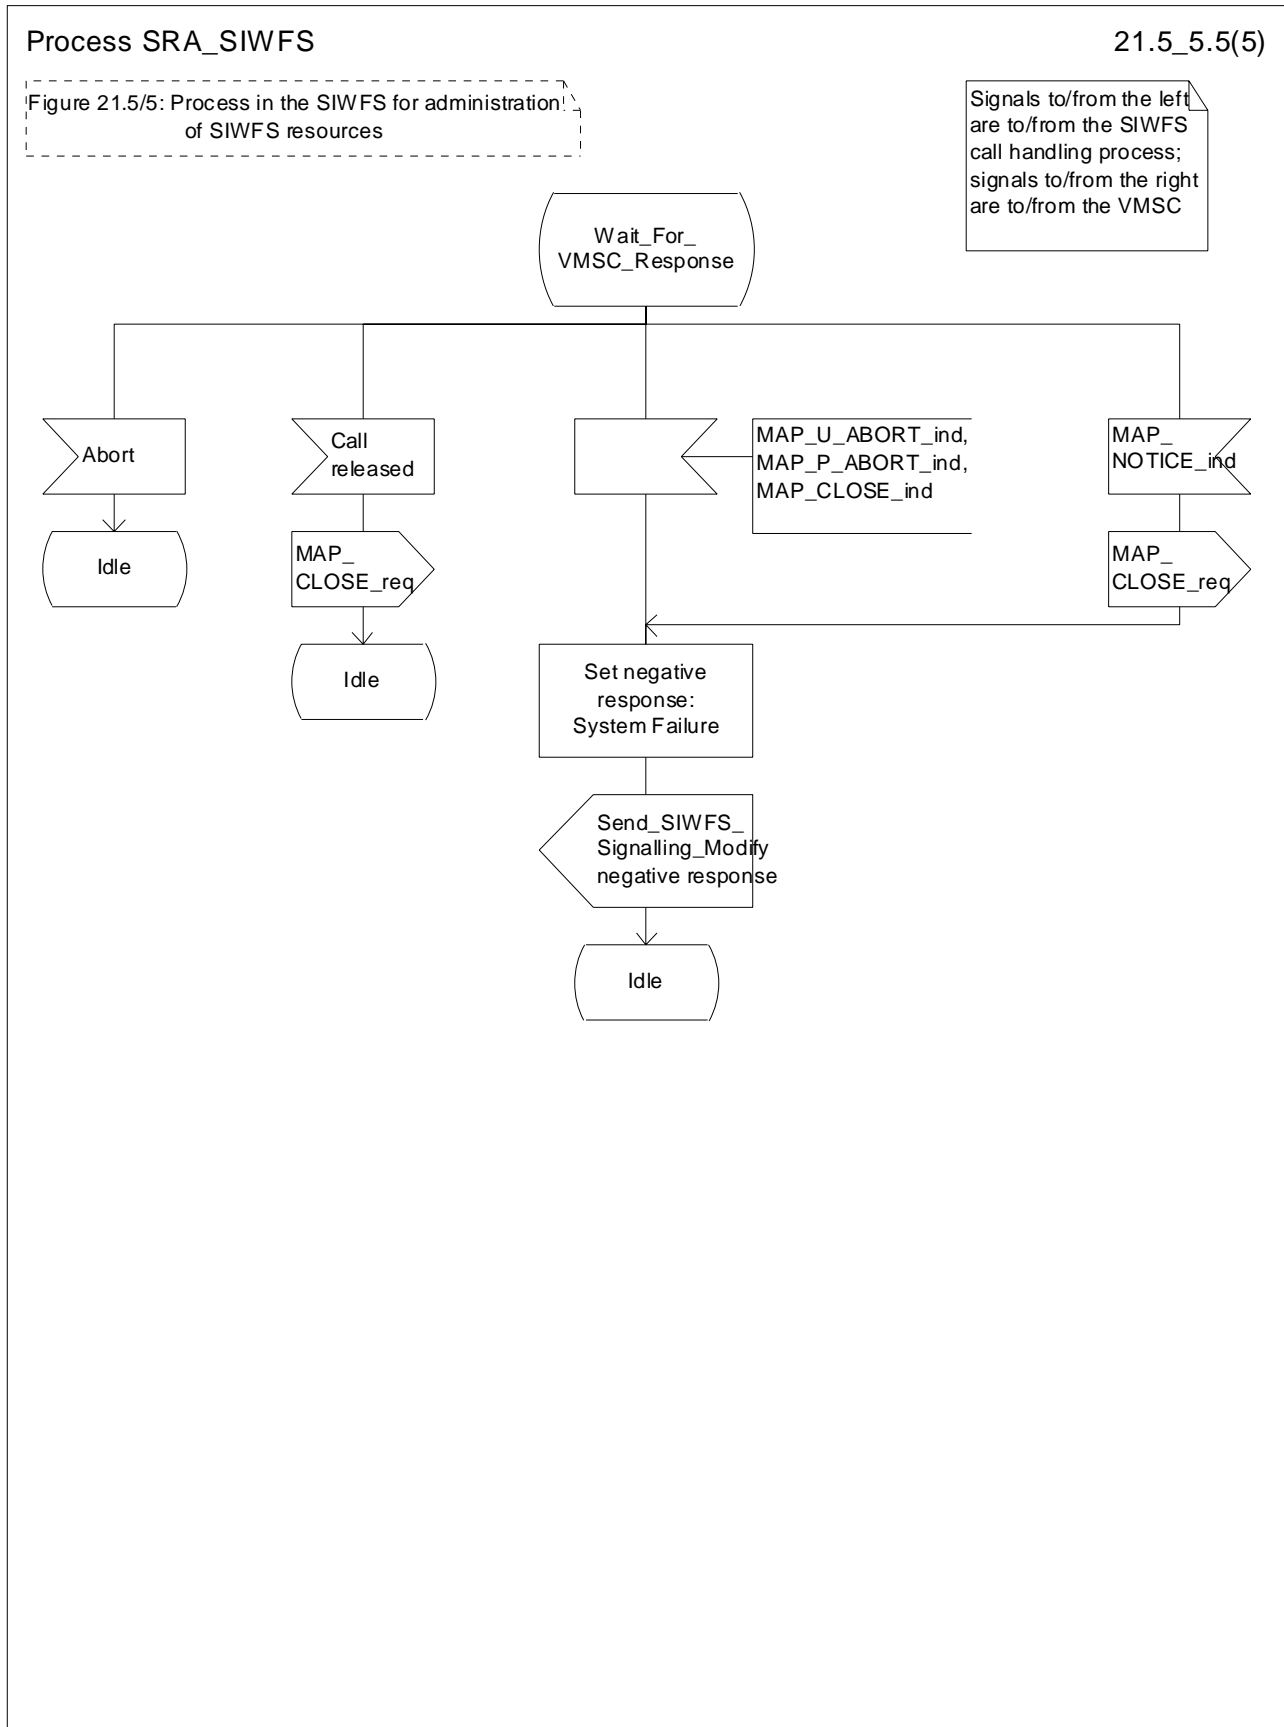 Process SRA_SIWFS
21.5_5.5(5)
Figure 21.5/5: Process in the SIWFS for administration
of SIWFS resources
Signals to/from the left
are to/from the SIWFS
call handling process;
signals to/from the right
are to/from the VMSC
Wait_For_
VMSC_Response
Abort
Call
released
MAP_U_ABORT_ind,
MAP_P_ABORT_ind,
MAP_CLOSE_ind
MAP_
NOTICE_ind
Idle
MAP_
CLOSE_req
MAP_
CLOSE_req
Idle
Set negative
response:
System Failure
Send_SIWFS_
Signalling_Modify
negative response
Idle